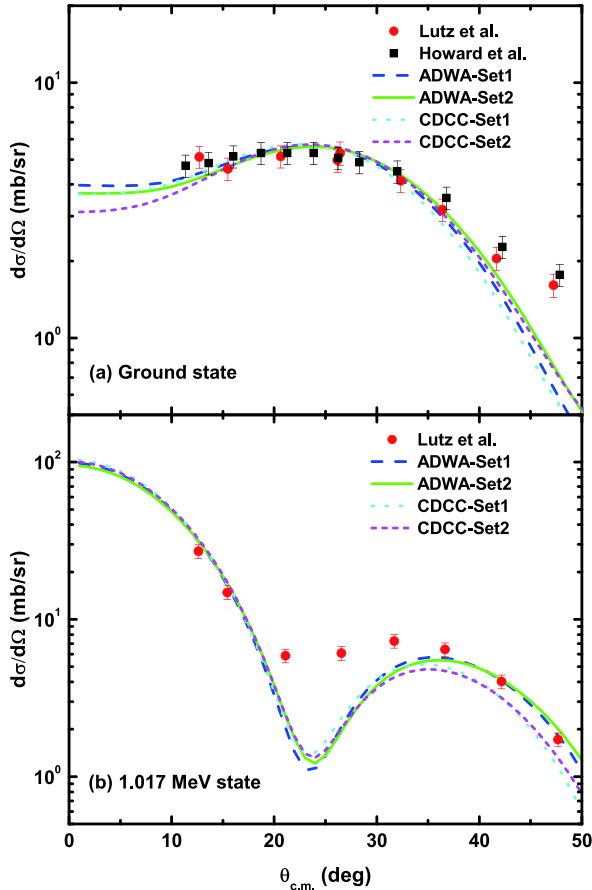 Lutz et al.
Howard et al.
ADWA-Set1
ADWA-Set2
CDCC-Set1
CDCC-Set2
10¹
10⁰
dσ/dΩ (mb/sr)
(a) Ground state
Lutz et al.
ADWA-Set1
ADWA-Set2
CDCC-Set1
CDCC-Set2
10²
10¹
10⁰
dσ/dΩ (mb/sr)
(b) 1.017 MeV state
0 10 20 30 40 50
θc.m. (deg)